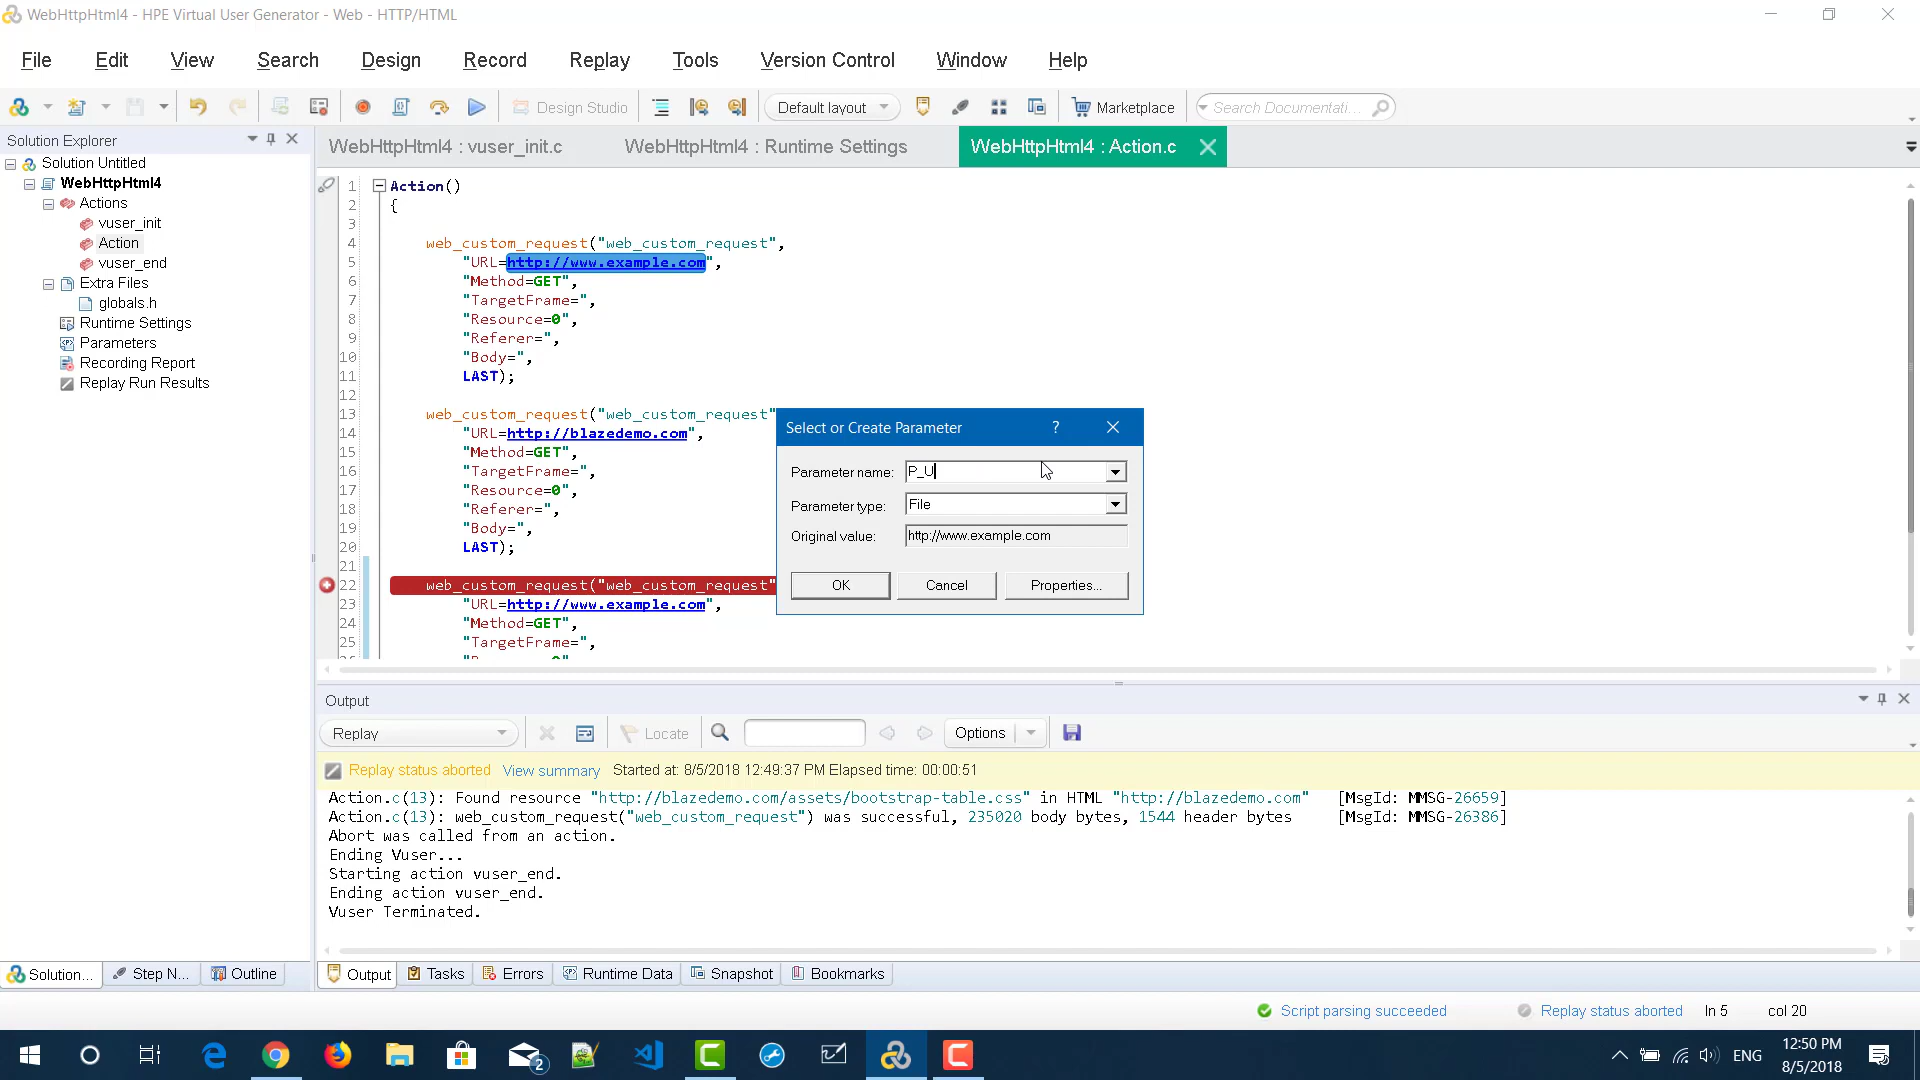 WebHttpHtml4 - HPE Virtual User Generator - Web - HTTP/HTML
File Edit View Search Design Record Replay Tools Version Control Window Help
Design Studio Default layout Marketplace Search Documentati...
Solution Explorer
WebHttpHtml4 : vuser_init.c WebHttpHtml4 : Runtime Settings WebHttpHtml4 : Action.c
Solution Untitled
WebHttpHtml4
Actions
vuser_init
Action
vuser_end
Extra Files
globals.h
Runtime Settings
Parameters
Recording Report
Replay Run Results
1 Action()
2 {
3
4 web_custom_request("web_custom_request",
5 "URL=http://www.example.com",
6 "Method=GET",
7 "TargetFrame=",
8 "Resource=0",
9 "Referer=",
10 "Body=",
11 LAST);
12
13 web_custom_request("web_custom_request"
14 "URL=http://blazedemo.com",
15 "Method=GET",
16 "TargetFrame=",
17 "Resource=0",
18 "Referer=",
19 "Body=",
20 LAST);
21
22 web_custom_request("web_custom_request"
23 "URL=http://www.example.com",
24 "Method=GET",
25 "TargetFrame=",
Select or Create Parameter ?
Parameter name: P_U
Parameter type: File
Original value: http://www.example.com
OK Cancel Properties...
Output
Replay Locate Options
Replay status aborted View summary Started at: 8/5/2018 12:49:37 PM Elapsed time: 00:00:51
Action.c(13): Found resource "http://blazedemo.com/assets/bootstrap-table.css" in HTML "http://blazedemo.com" [MsgId: MMSG-26659]
Action.c(13): web_custom_request("web_custom_request") was successful, 235020 body bytes, 1544 header bytes [MsgId: MMSG-26386]
Abort was called from an action.
Ending Vuser...
Starting action vuser_end.
Ending action vuser_end.
Vuser Terminated.
Solution... Step N... Outline Output Tasks Errors Runtime Data Snapshot Bookmarks
Script parsing succeeded Replay status aborted ln 5 col 20
2 ENG 12:50 PM
8/5/2018